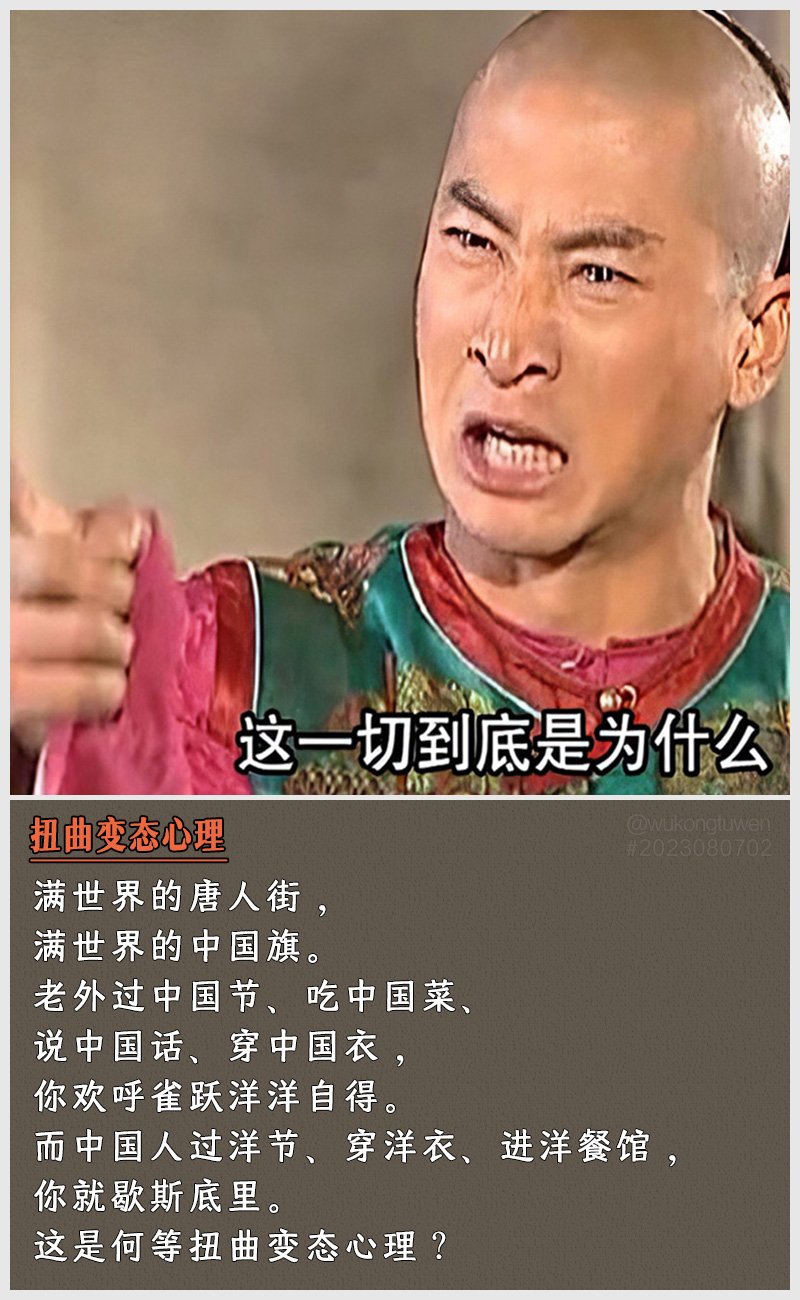 这一切到底是为什么
扭曲变态心理
@wukongtuwen
#2023080702
满世界的唐人街，
满世界的中国旗。
老外过中国节、吃中国菜、
说中国话、穿中国衣，
你欢呼雀跃洋洋自得。
而中国人过洋节、穿洋衣、进洋餐馆，
你就歇斯底里。
这是何等扭曲变态心理？